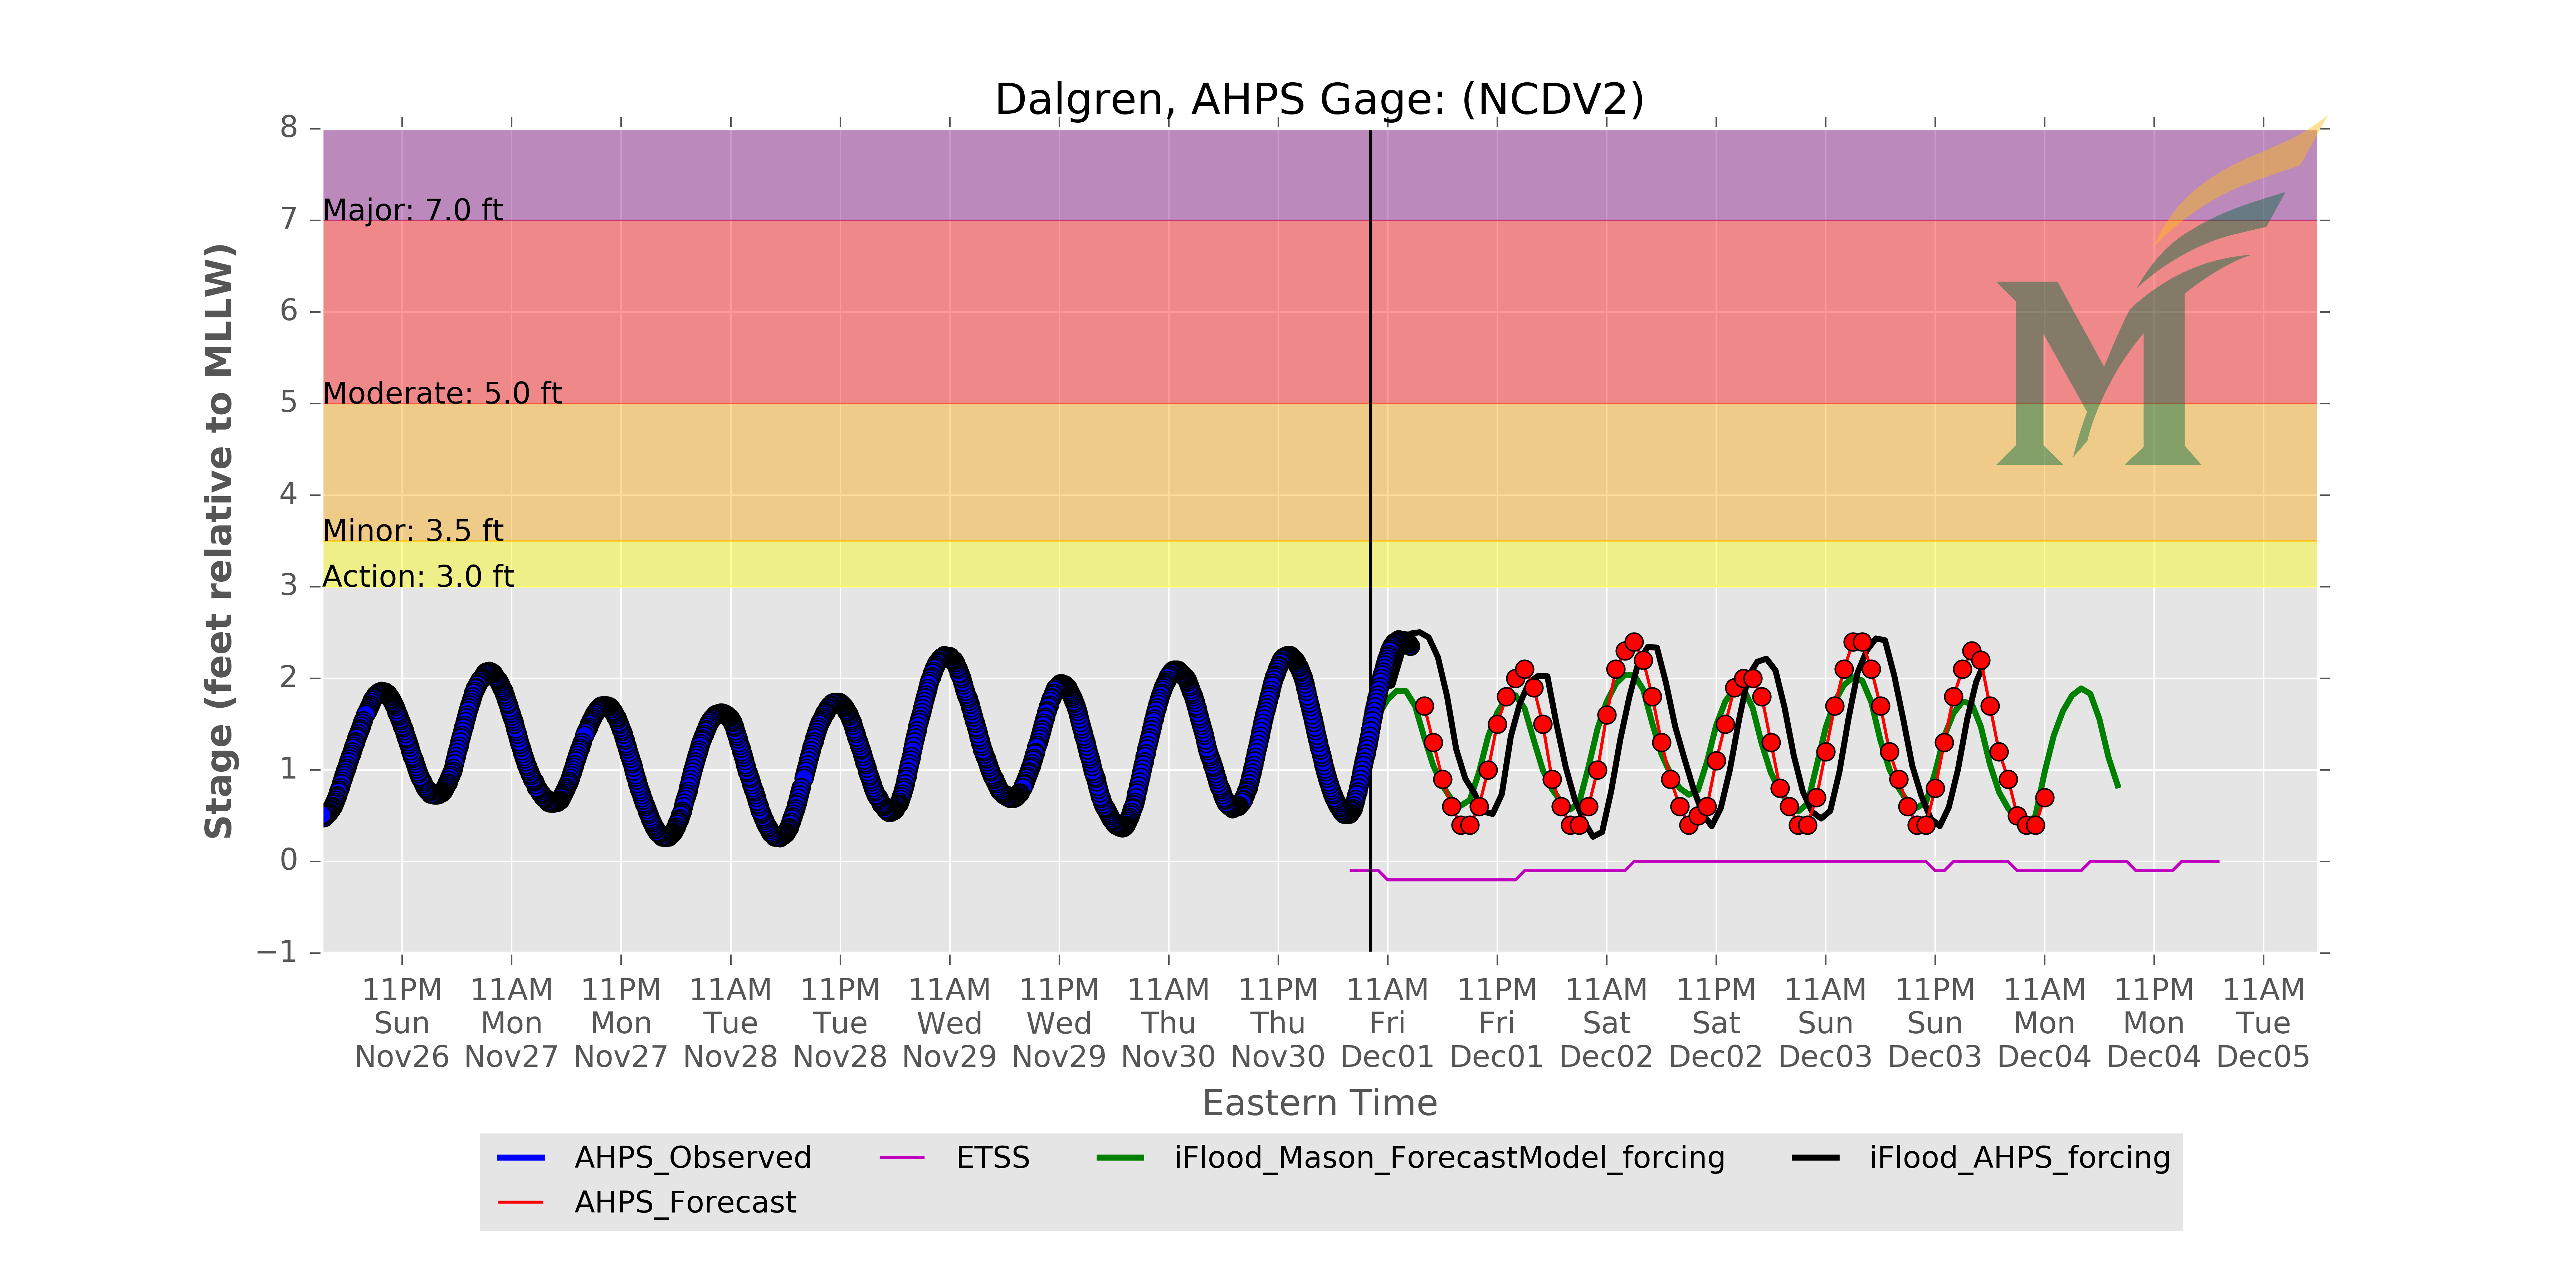 Dalgren, AHPS Gage: (NCDV2)
Stage (feet relative to MLLW)
8
7
6
5
4
3
2
1
0
−1
Major: 7.0 ft
Moderate: 5.0 ft
Minor: 3.5 ft
Action: 3.0 ft
M
11PM 11AM 11PM 11AM 11PM 11AM 11PM 11AM 11PM 11AM 11PM 11AM 11PM 11AM 11PM 11AM 11PM 11AM
Sun Mon Mon Tue Tue Wed Wed Thu Thu Fri Fri Sat Sat Sun Sun Mon Mon Tue
Nov26 Nov27 Nov27 Nov28 Nov28 Nov29 Nov29 Nov30 Nov30 Dec01 Dec01 Dec02 Dec02 Dec03 Dec03 Dec04 Dec04 Dec05
Eastern Time
AHPS_Observed ETSS iFlood_Mason_ForecastModel_forcing iFlood_AHPS_forcing
AHPS_Forecast